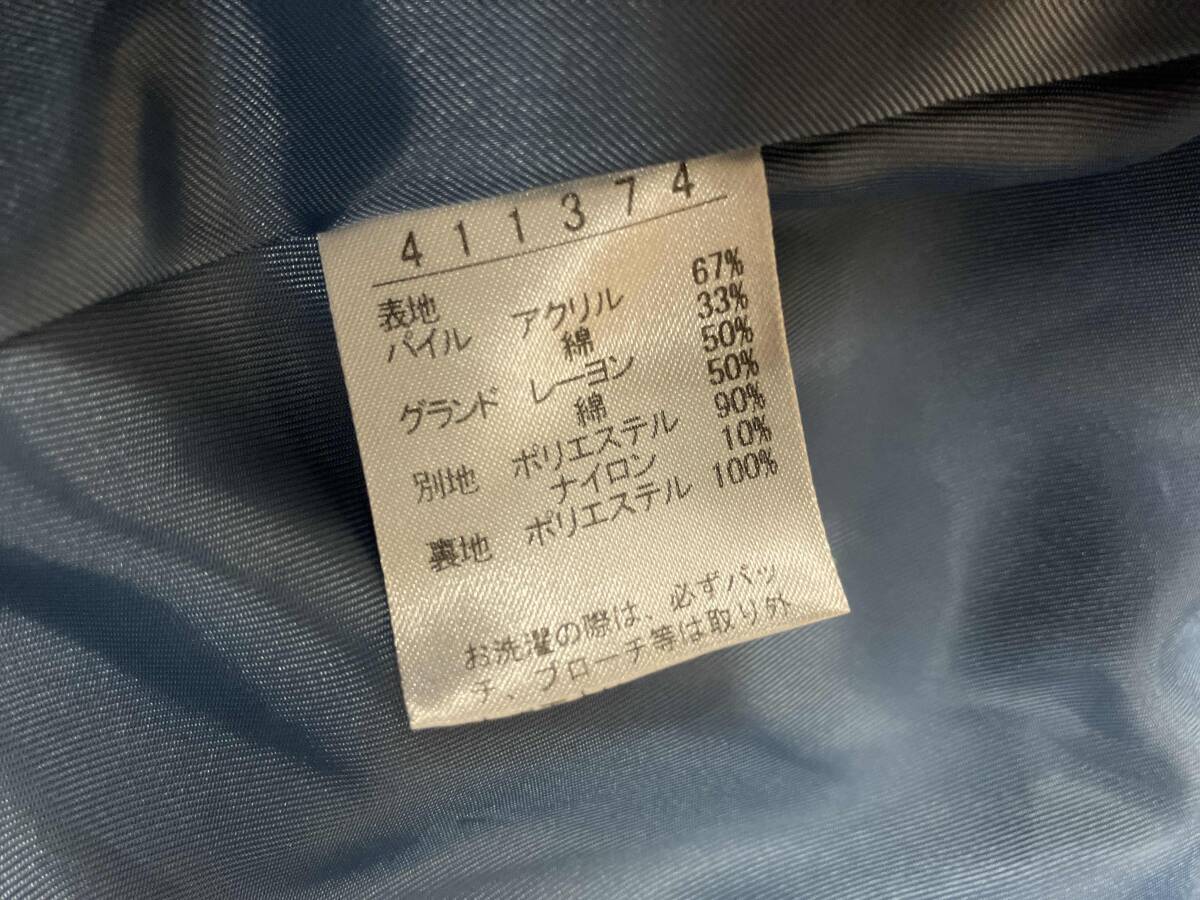 411374
表地
パイル アクリル 67%
綿 33%
グランド レーヨン 50%
綿 50%
別地 ポリエステル 90%
ナイロン 10%
裏地 ポリエステル 100%
お洗濯の際は、必ずバッ
チ、ブローチ等は取り外